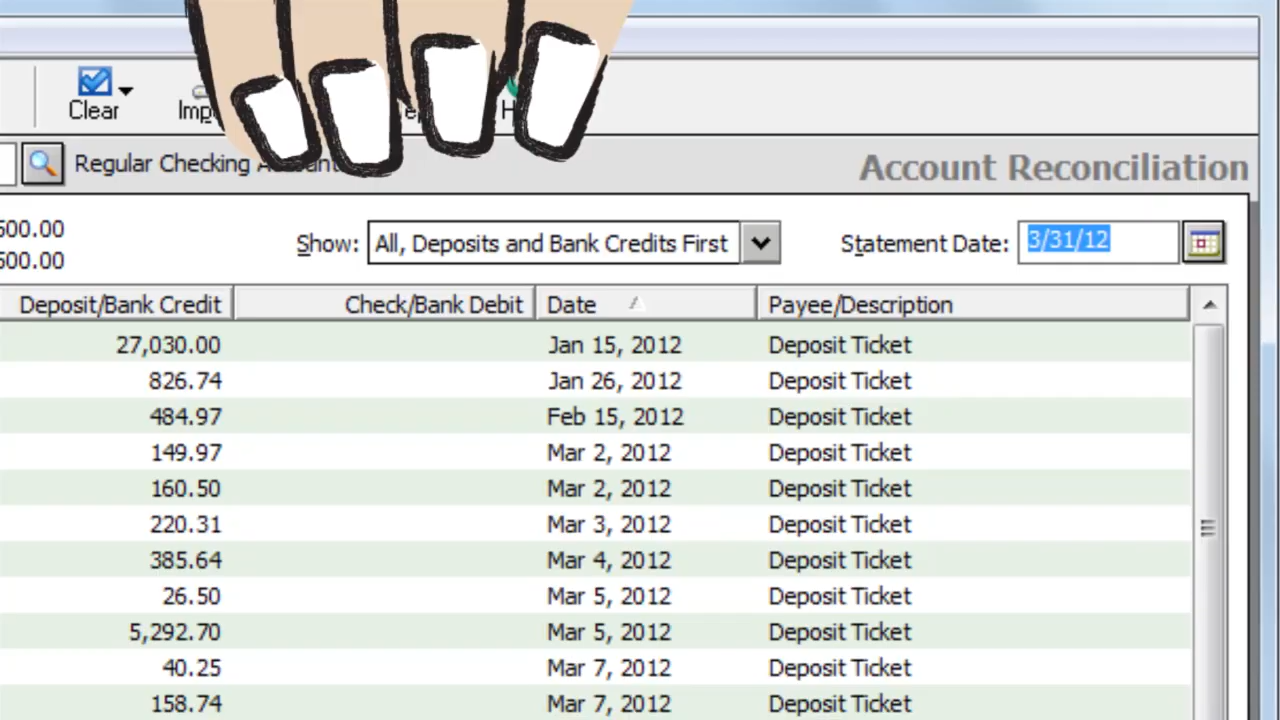 Clear
Regular Checking
Account Reconciliation
500.00
500.00
Show: All, Deposits and Bank Credits First Statement Date: 3/31/12
Deposit/Bank Credit Check/Bank Debit Date Payee/Description
27,030.00 Jan 15, 2012 Deposit Ticket
826.74 Jan 26, 2012 Deposit Ticket
484.97 Feb 15, 2012 Deposit Ticket
149.97 Mar 2, 2012 Deposit Ticket
160.50 Mar 2, 2012 Deposit Ticket
220.31 Mar 3, 2012 Deposit Ticket
385.64 Mar 4, 2012 Deposit Ticket
26.50 Mar 5, 2012 Deposit Ticket
5,292.70 Mar 5, 2012 Deposit Ticket
40.25 Mar 7, 2012 Deposit Ticket
158.74 Mar 7, 2012 Deposit Ticket